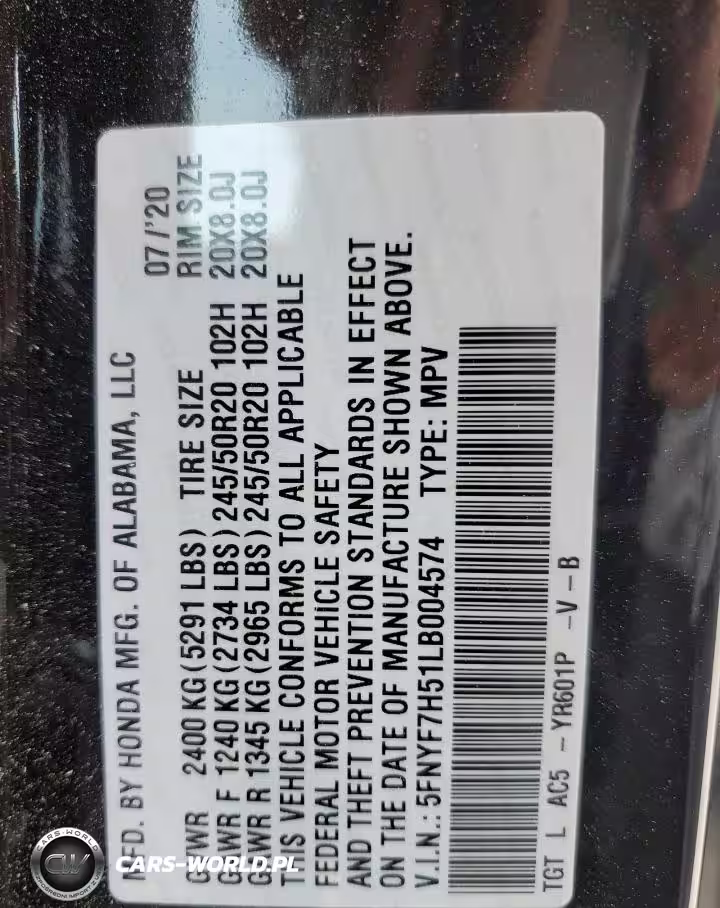 MFD. BY HONDA MFG. OF ALABAMA, LLC 07/'20
GVWR 2400 KG(5291 LBS) TIRE SIZE RIM SIZE
GAWR F 1240 KG(2734 LBS)245/50R20 102H 20X8.0J
GAWR R 1345 KG(2965 LBS)245/50R20 102H 20X8.0J
THIS VEHICLE CONFORMS TO ALL APPLICABLE
FEDERAL MOTOR VEHICLE SAFETY
AND THEFT PREVENTION STANDARDS IN EFFECT
ON THE DATE OF MANUFACTURE SHOWN ABOVE.
V.I.N.: 5FNYF7H51LB004574 TYPE: MPV
TGT L AC5 – YR601P –V–B
CARS-WORLD
CW
CARS-WORLD.PL